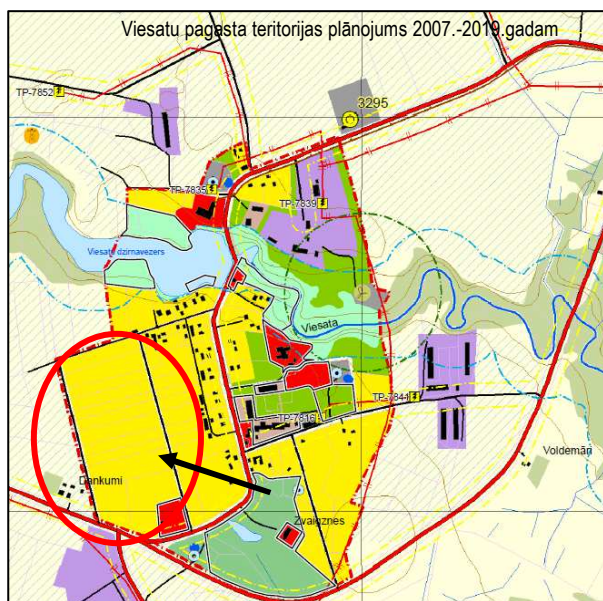 Viesatu pagasta teritorijas plānojums 2007.-2019.gadam
TP-7852
3295
TP-7835
TP-7839
Viesatu dzirnavezers
Viesata
TP-7844
TP-7816
Voldemāri
Dankumi
Zvaigznes